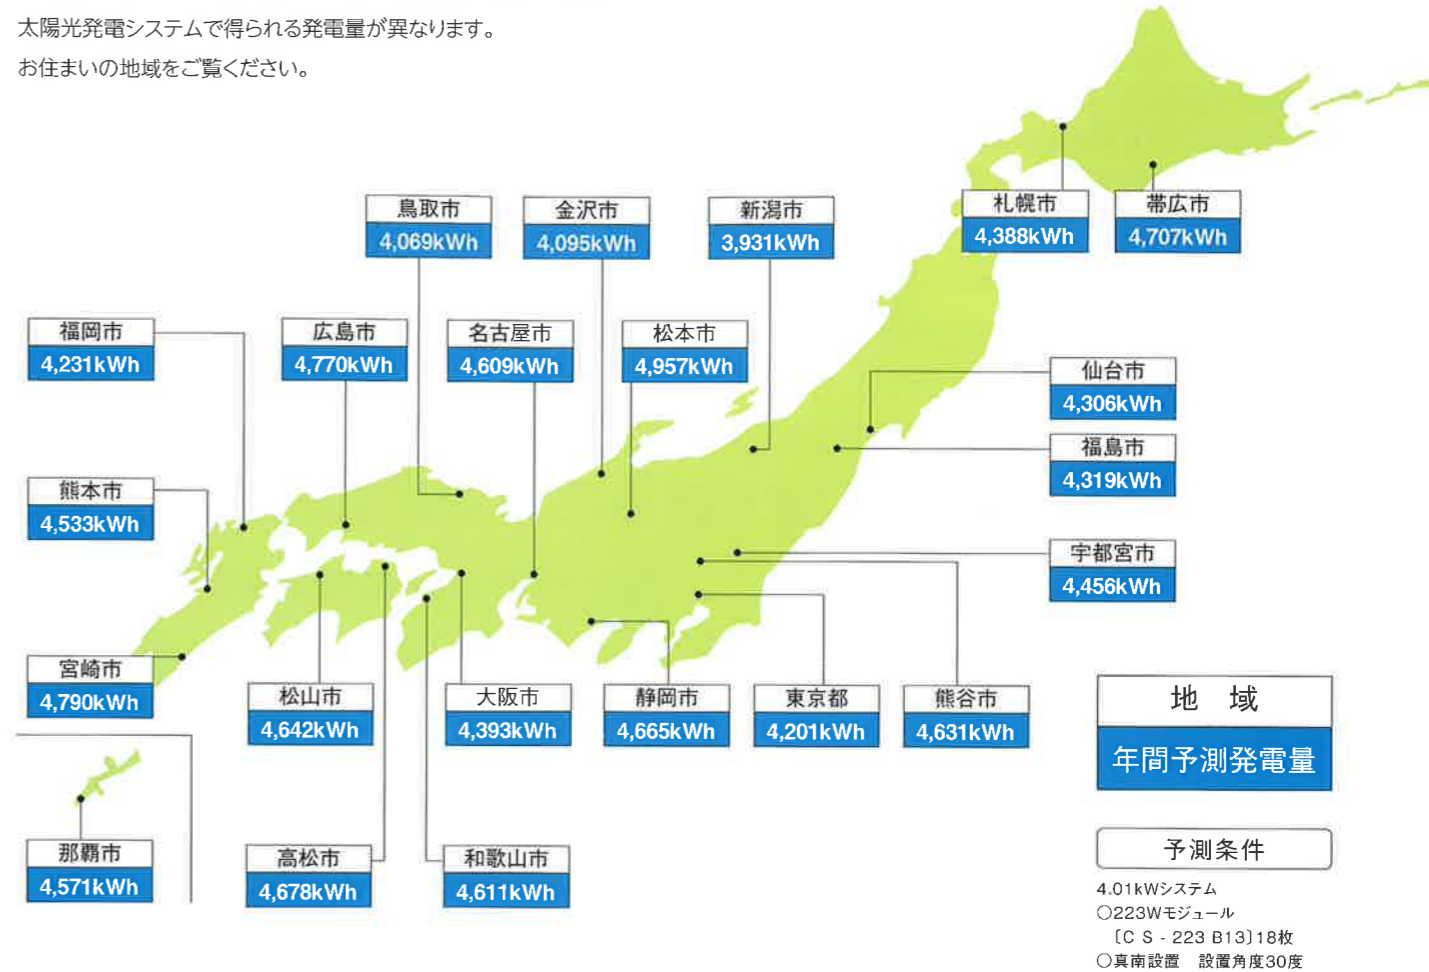 太陽光発電システムで得られる発電量が異なります。
お住まいの地域をご覧ください。
鳥取市
4,069kWh
金沢市
4,095kWh
新潟市
3,931kWh
札幌市
4,388kWh
帯広市
4,707kWh
福岡市
4,231kWh
広島市
4,770kWh
名古屋市
4,609kWh
松本市
4,957kWh
仙台市
4,306kWh
福島市
4,319kWh
熊本市
4,533kWh
宇都宮市
4,456kWh
宮崎市
4,790kWh
松山市
4,642kWh
大阪市
4,393kWh
静岡市
4,665kWh
東京都
4,201kWh
熊谷市
4,631kWh
地　域
年間予測発電量
那覇市
4,571kWh
高松市
4,678kWh
和歌山市
4,611kWh
予測条件
4.01kWシステム
○223Wモジュール
〔C S - 223 B13〕18枚
○真南設置　設置角度30度